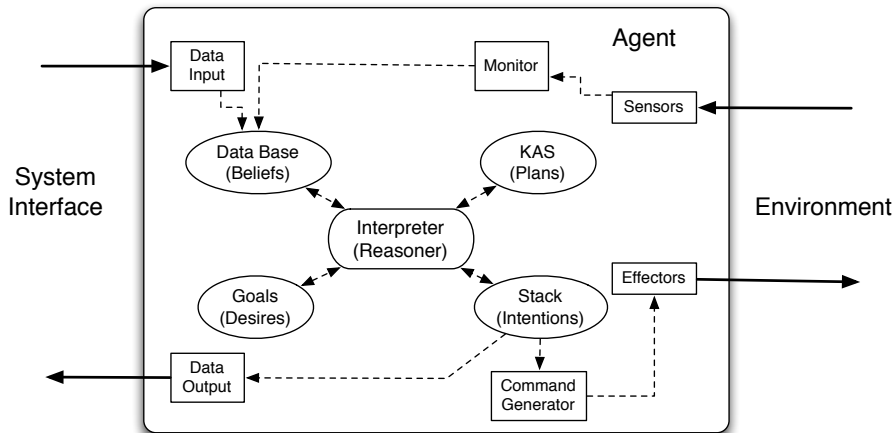 Agent
Data
Input
Monitor
Sensors
Data Base
(Beliefs)
KAS
(Plans)
System
Interface
Environment
Interpreter
(Reasoner)
Goals
(Desires)
Stack
(Intentions)
Effectors
Data
Output
Command
Generator